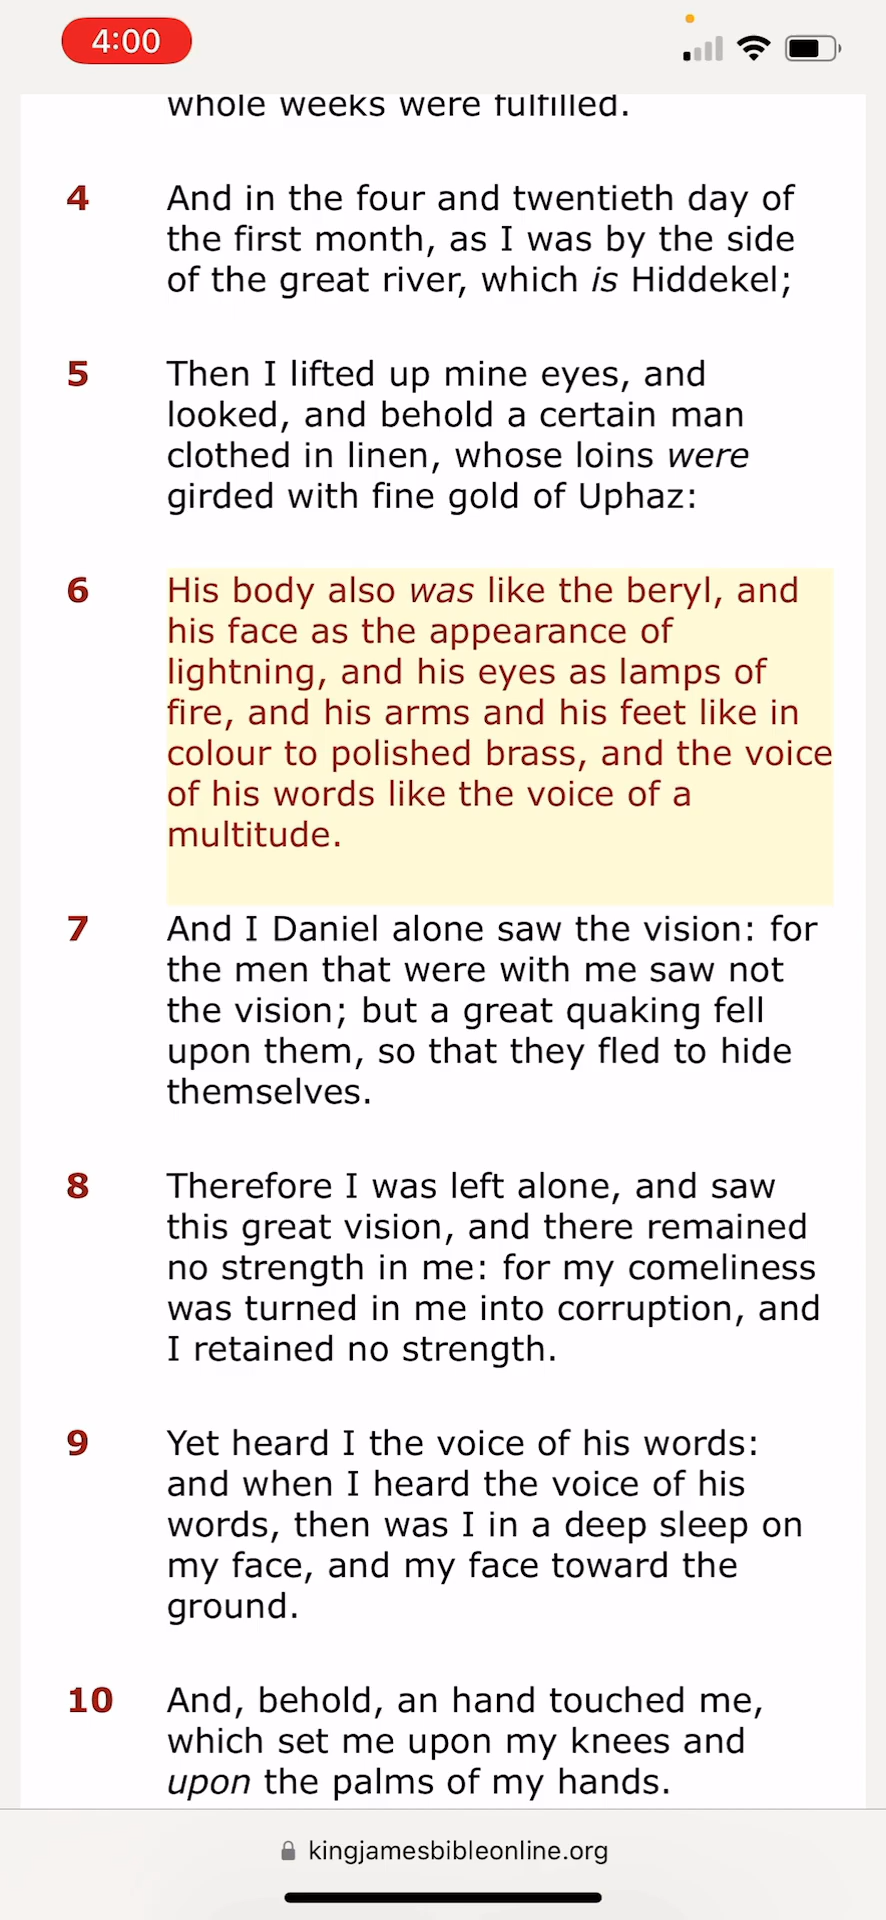 4:00
whole weeks were fulfilled.
4 And in the four and twentieth day of
the first month, as I was by the side
of the great river, which is Hiddekel;
5 Then I lifted up mine eyes, and
looked, and behold a certain man
clothed in linen, whose loins were
girded with fine gold of Uphaz:
6 His body also was like the beryl, and
his face as the appearance of
lightning, and his eyes as lamps of
fire, and his arms and his feet like in
colour to polished brass, and the voice
of his words like the voice of a
multitude.
7 And I Daniel alone saw the vision: for
the men that were with me saw not
the vision; but a great quaking fell
upon them, so that they fled to hide
themselves.
8 Therefore I was left alone, and saw
this great vision, and there remained
no strength in me: for my comeliness
was turned in me into corruption, and
I retained no strength.
9 Yet heard I the voice of his words:
and when I heard the voice of his
words, then was I in a deep sleep on
my face, and my face toward the
ground.
10 And, behold, an hand touched me,
which set me upon my knees and
upon the palms of my hands.
kingjamesbibleonline.org